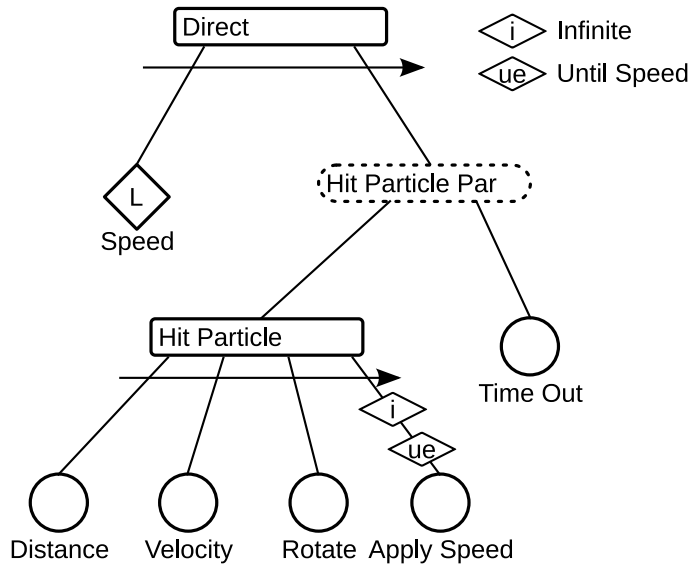 Direct
i
Infinite
ue
Until Speed
Hit Particle Par
L
Speed
Hit Particle
Time Out
i
ue
Distance
Velocity
Rotate
Apply Speed